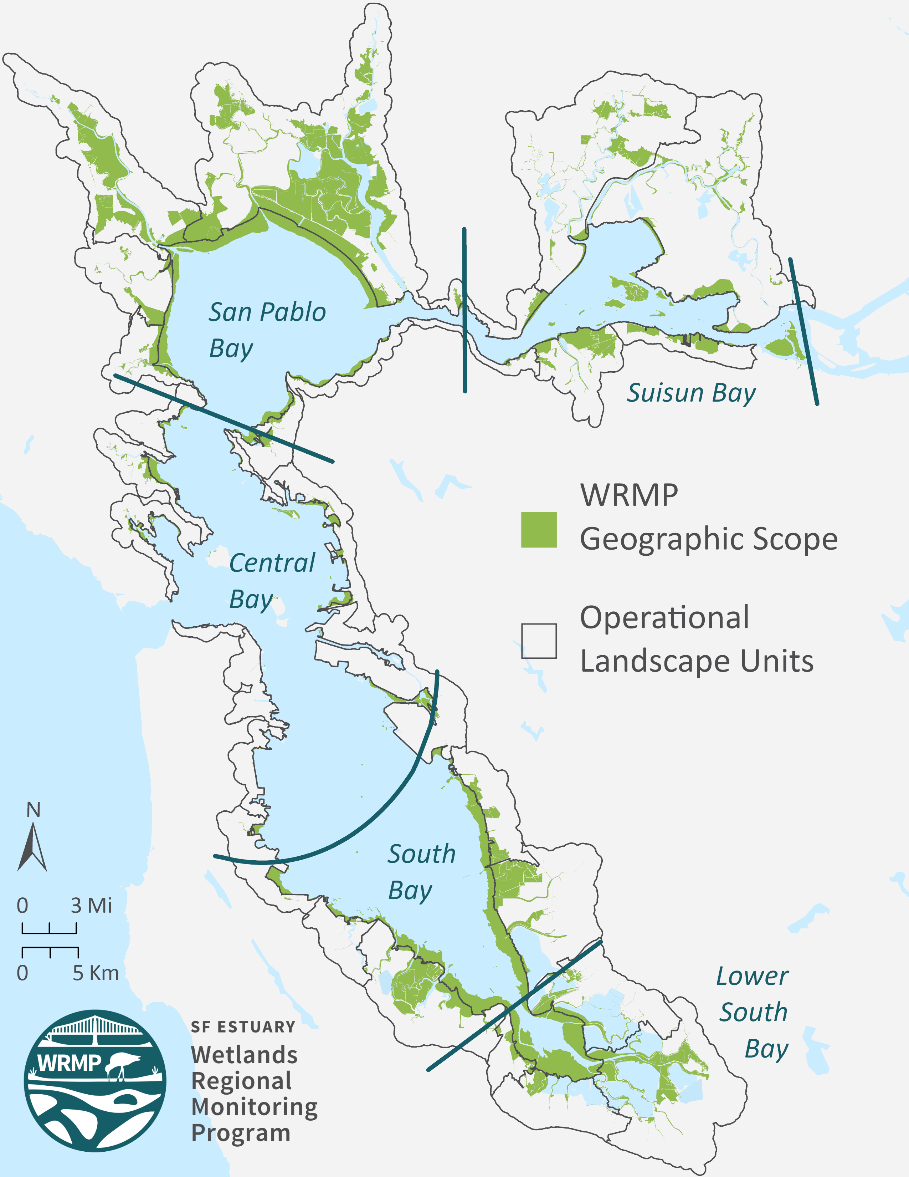 San Pablo
Bay
Suisun Bay
WRMP
Geographic Scope
Central
Bay
Operational
Landscape Units
N
South
Bay
0 3 Mi
0 5 Km
Lower
South
Bay
WRMP
SF ESTUARY
Wetlands
Regional
Monitoring
Program